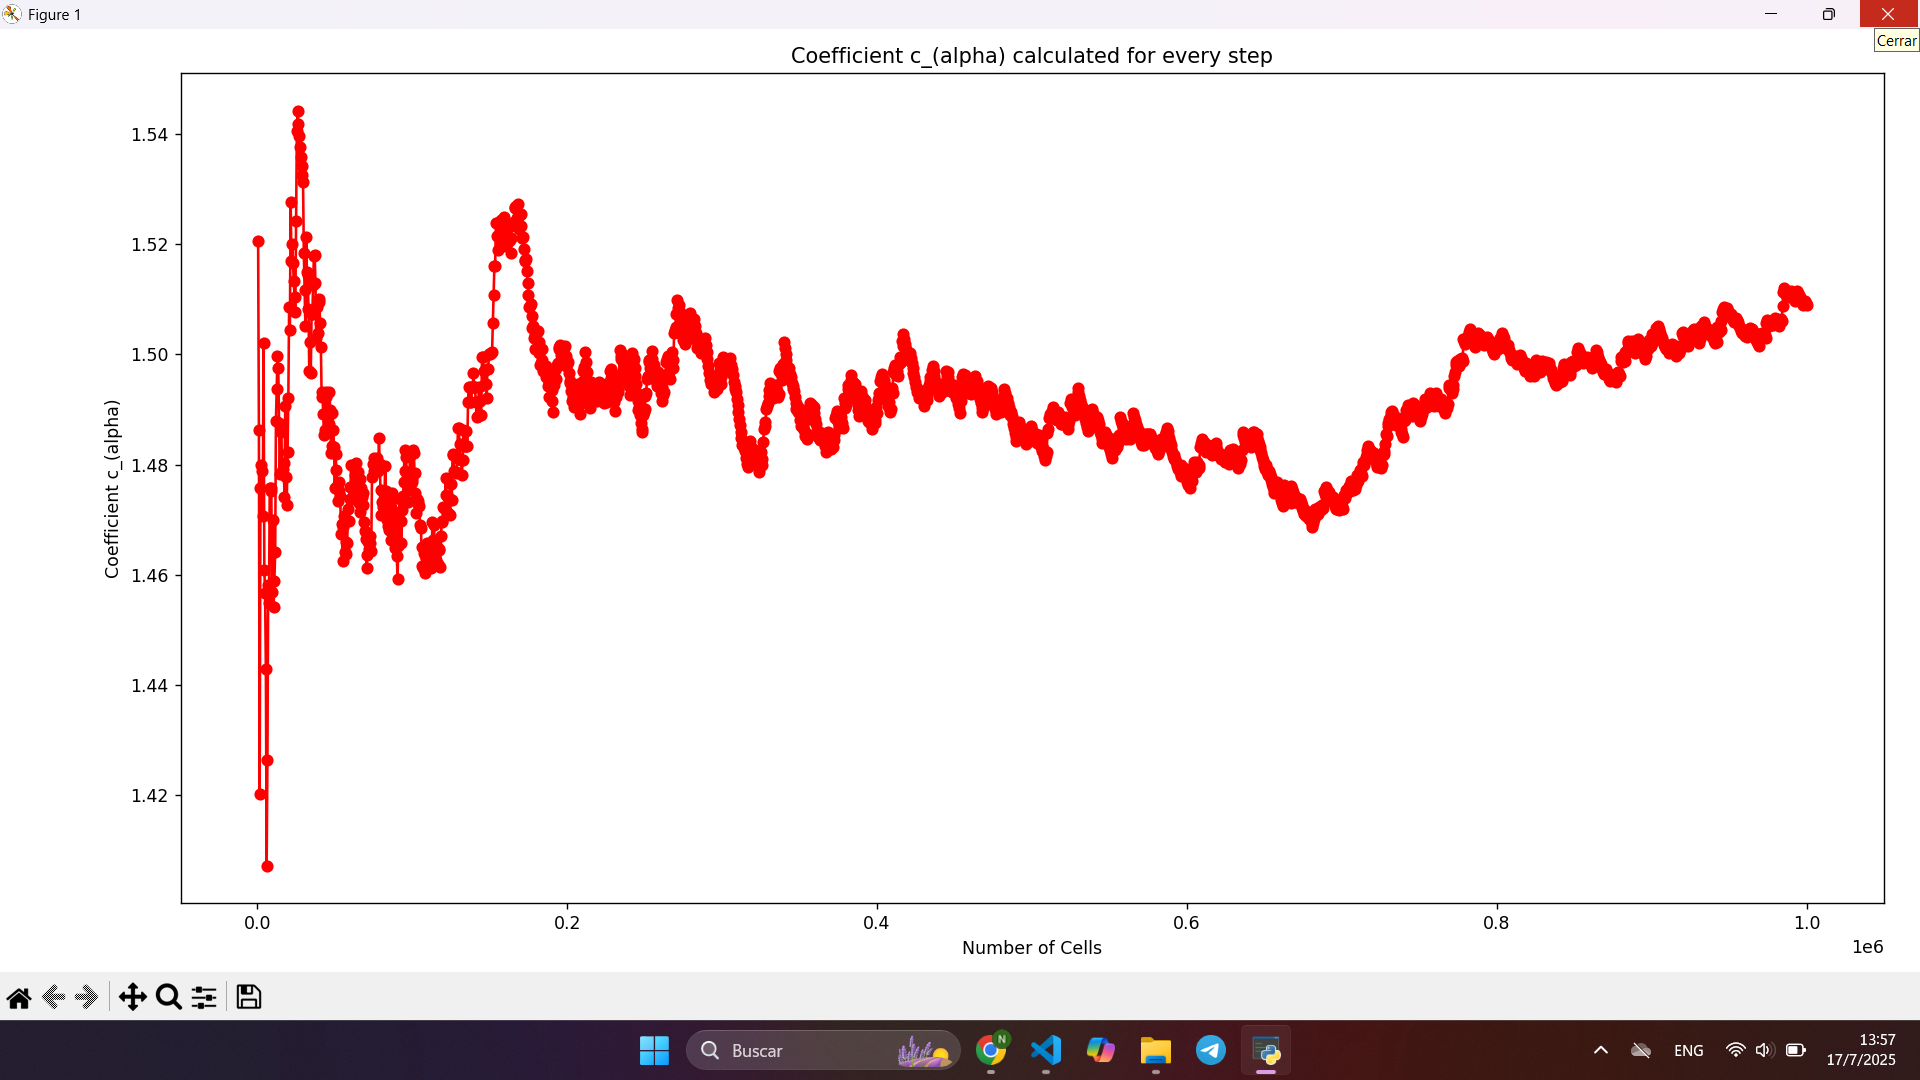 Figure 1
Cerrar
Coefficient c_(alpha) calculated for every step
Coefficient c_(alpha)
1.54
1.52
1.50
1.48
1.46
1.44
1.42
0.0 0.2 0.4 0.6 0.8 1.0
1e6
Number of Cells
Buscar
N
ENG
13:57
17/7/2025